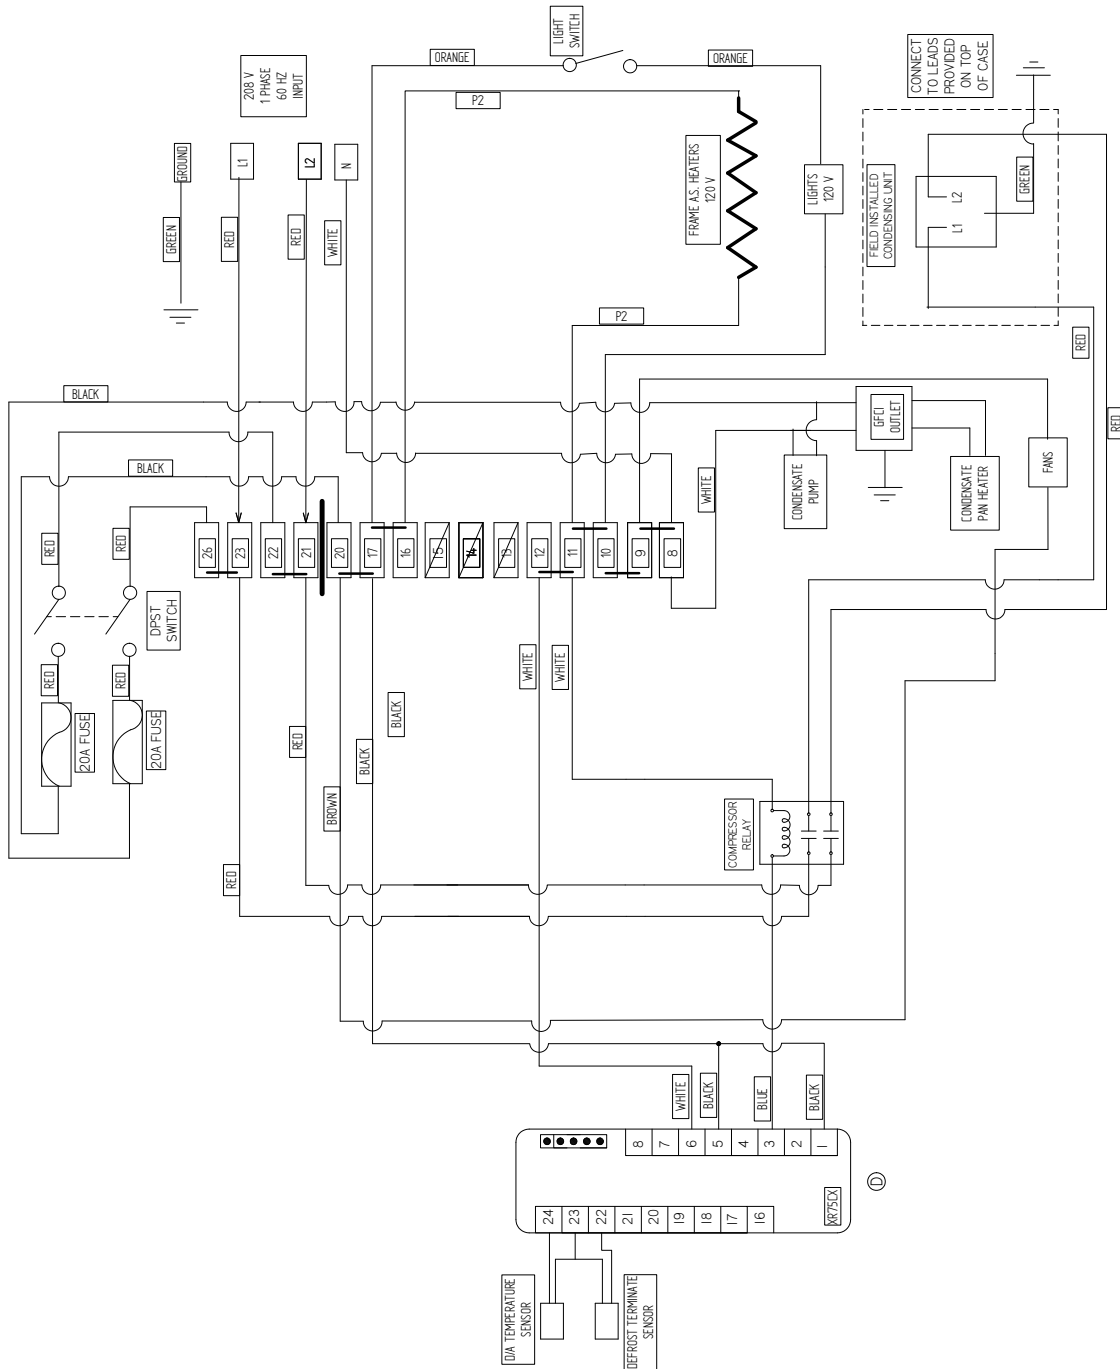 LIGHT
SWITCH
ORANGE
ORANGE
208 V
1 PHASE
60 HZ
INPUT
CONNECT
TO LEADS
PROVIDED
ON TOP
OF CASE
P2
GROUND
L1
L2
N
FRAME A.S. HEATERS
120 V
LIGHTS
120 V
FIELD INSTALLED
CONDENSING UNIT
L1
L2
GREEN
GREEN
RED
RED
WHITE
P2
RED
RED
BLACK
BLACK
GFCI
OUTLET
WHITE
CONDENSATE
PUMP
CONDENSATE
PAN HEATER
FANS
RED
RED
26
23
22
21
20
17
16
15
14
13
12
11
10
9
8
DPST
SWITCH
RED
RED
20A FUSE
20A FUSE
WHITE
WHITE
BLACK
BLACK
RED
BROWN
RED
COMPRESSOR
RELAY
WHITE
BLACK
BLUE
BLACK
8
7
6
5
4
3
2
1
XR75CX
D
24
23
22
21
20
19
18
17
16
D/A TEMPERATURE
SENSOR
DEFROST TERMINATE
SENSOR